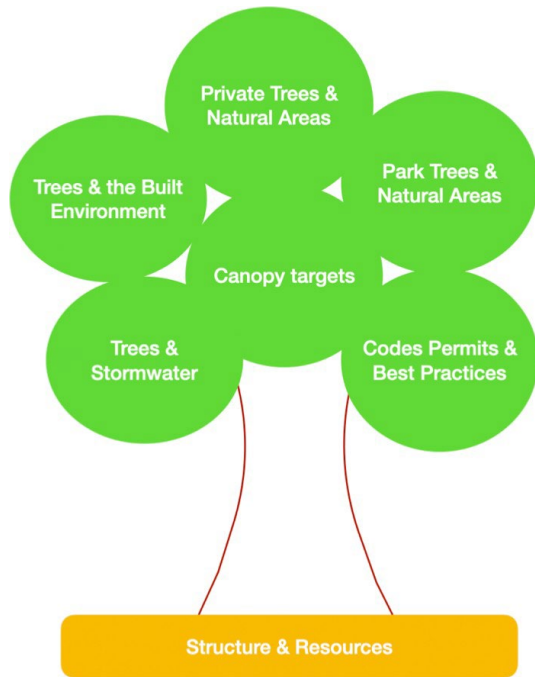 Private Trees &
Natural Areas
Trees & the Built
Environment
Park Trees &
Natural Areas
Canopy targets
Trees &
Stormwater
Codes Permits &
Best Practices
Structure & Resources